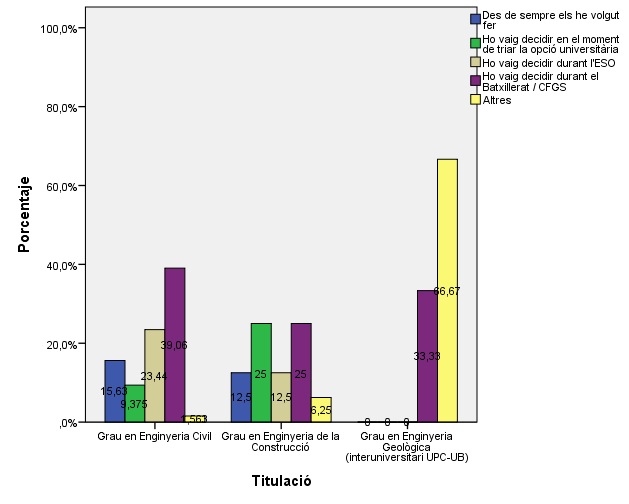 100,0%
80,0%
60,0%
40,0%
20,0%
,0%
Porcentaje
Des de sempre els he volgut
fer
Ho vaig decidir en el moment
de triar la opció universitària
Ho vaig decidir durant l'ESO
Ho vaig decidir durant el
Batxillerat / CFGS
Altres
15,63
9,375
23,44
39,06
1,563
12,5
25
12,5
25
6,25
0
0
0
33,33
66,67
Grau en Enginyeria Civil
Grau en Enginyeria de la
Construcció
Grau en Enginyeria
Geològica
(interuniversitari UPC-UB)
Titulació